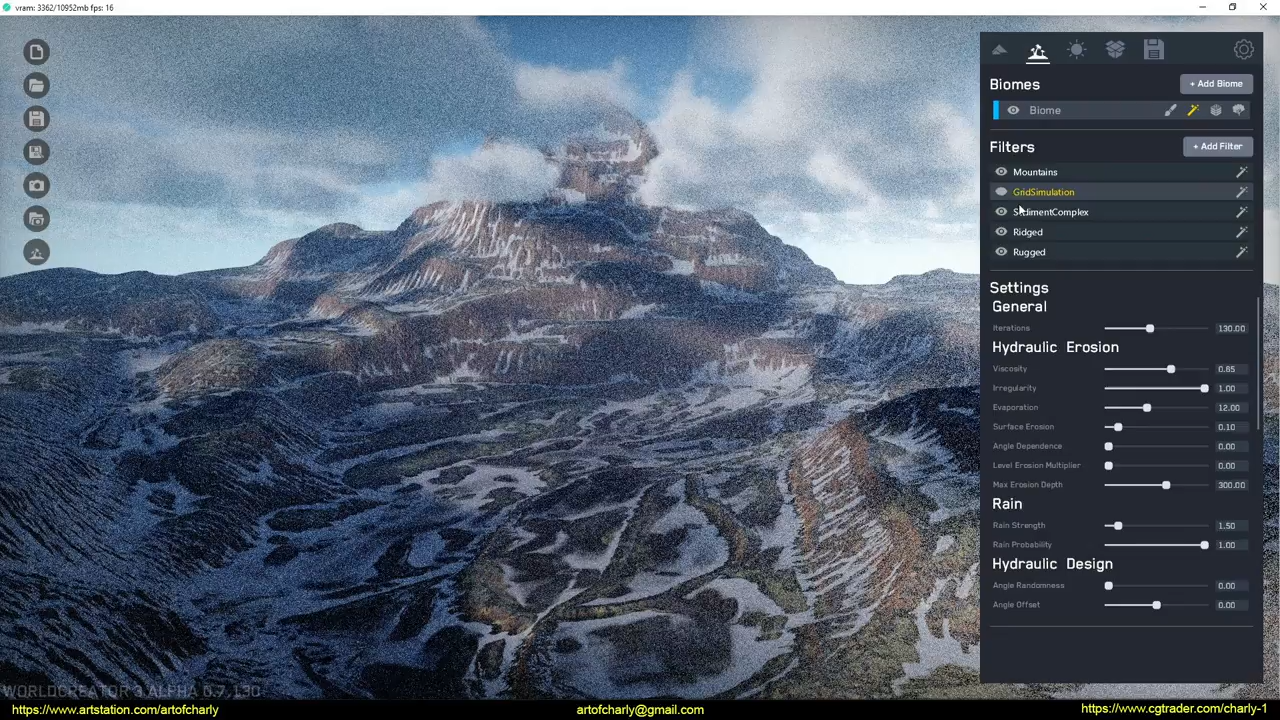 vram: 3362/10952mb fps: 16
Biomes
+ Add Biome
Biome
Filters
+ Add Filter
Mountains
GridSimulation
SedimentComplex
Ridged
Rugged
Settings
General
Iterations 130.00
Hydraulic Erosion
Viscosity 0.65
Irregularity 1.00
Evaporation 12.00
Surface Erosion 0.10
Angle Dependence 0.00
Level Erosion Multiplier 0.00
Max Erosion Depth 300.00
Rain
Rain Strength 1.50
Rain Probability 1.00
Hydraulic Design
Angle Randomness 0.00
Angle Offset 0.00
WORLDCREATOR 3 ALPHA 0.7.130
https://www.artstation.com/artofcharly
artofcharly@gmail.com
https://www.cgtrader.com/charly-1